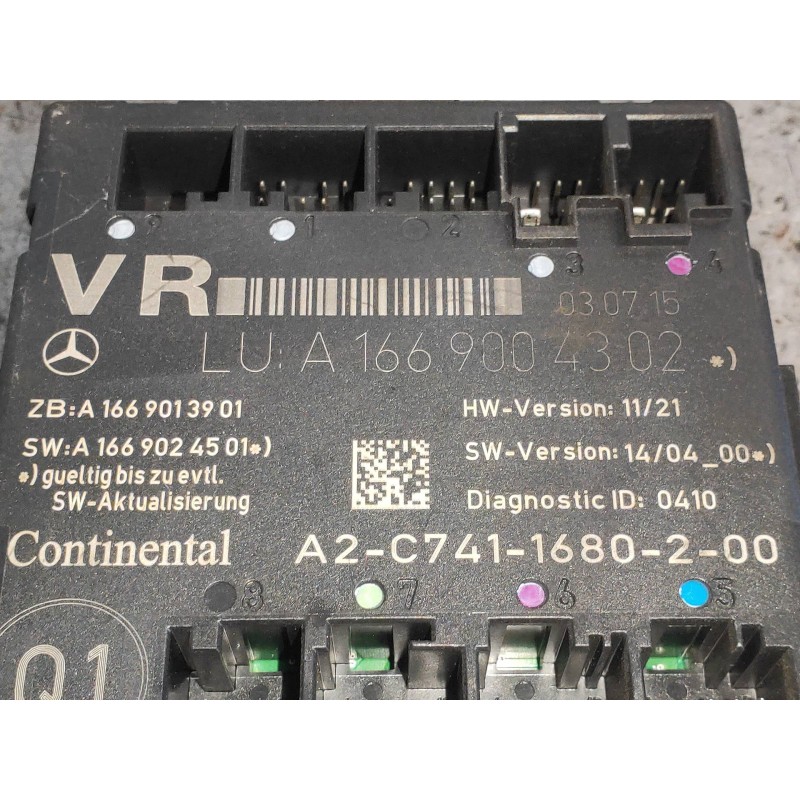 9 1 2 3 4
VR
03.07.15
LU: A 166 900 43 02 *)
ZB:A 166 901 39 01
HW-Version: 11/21
SW:A 166 902 45 01*)
SW-Version: 14/04_00*)
*) gueltig bis zu evtl.
SW-Aktualisierung
Diagnostic ID: 0410
Continental A2-C741-1680-2-00
8 7 6 5
Q1